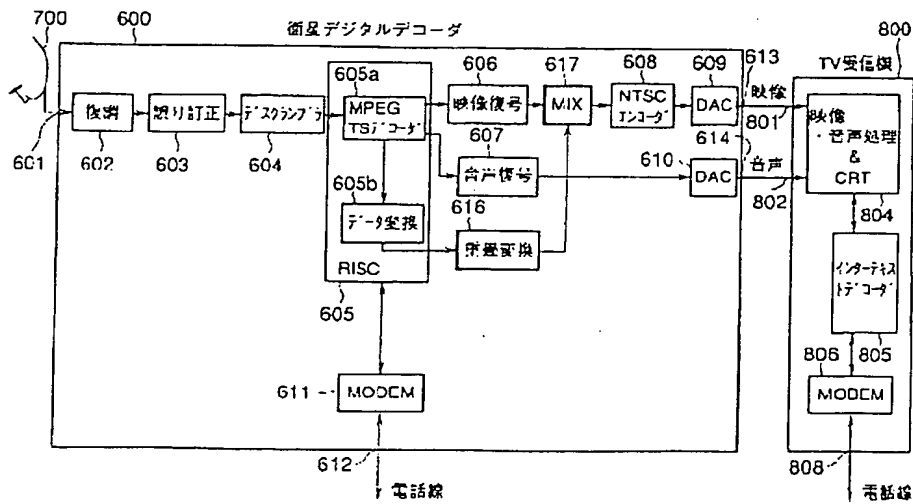 700
600
衛星デジタルデコーダ
800
TV受信機
605a
606
617
608
609
613
復調
誤り訂正
デスクランブラ
MPEG
TSデコーダ
映像復号
MIX
NTSC
エンコーダ
DAC
映像
801
601
602
603
604
607
614
610
音声
802
音声復号
DAC
映像
・音声処理
&
CRT
804
605b
616
データ変換
重畳変換
RISC
605
インターテキス
トデコーダ
805
611
MODEM
806
MODEM
612
808
電話線
電話線